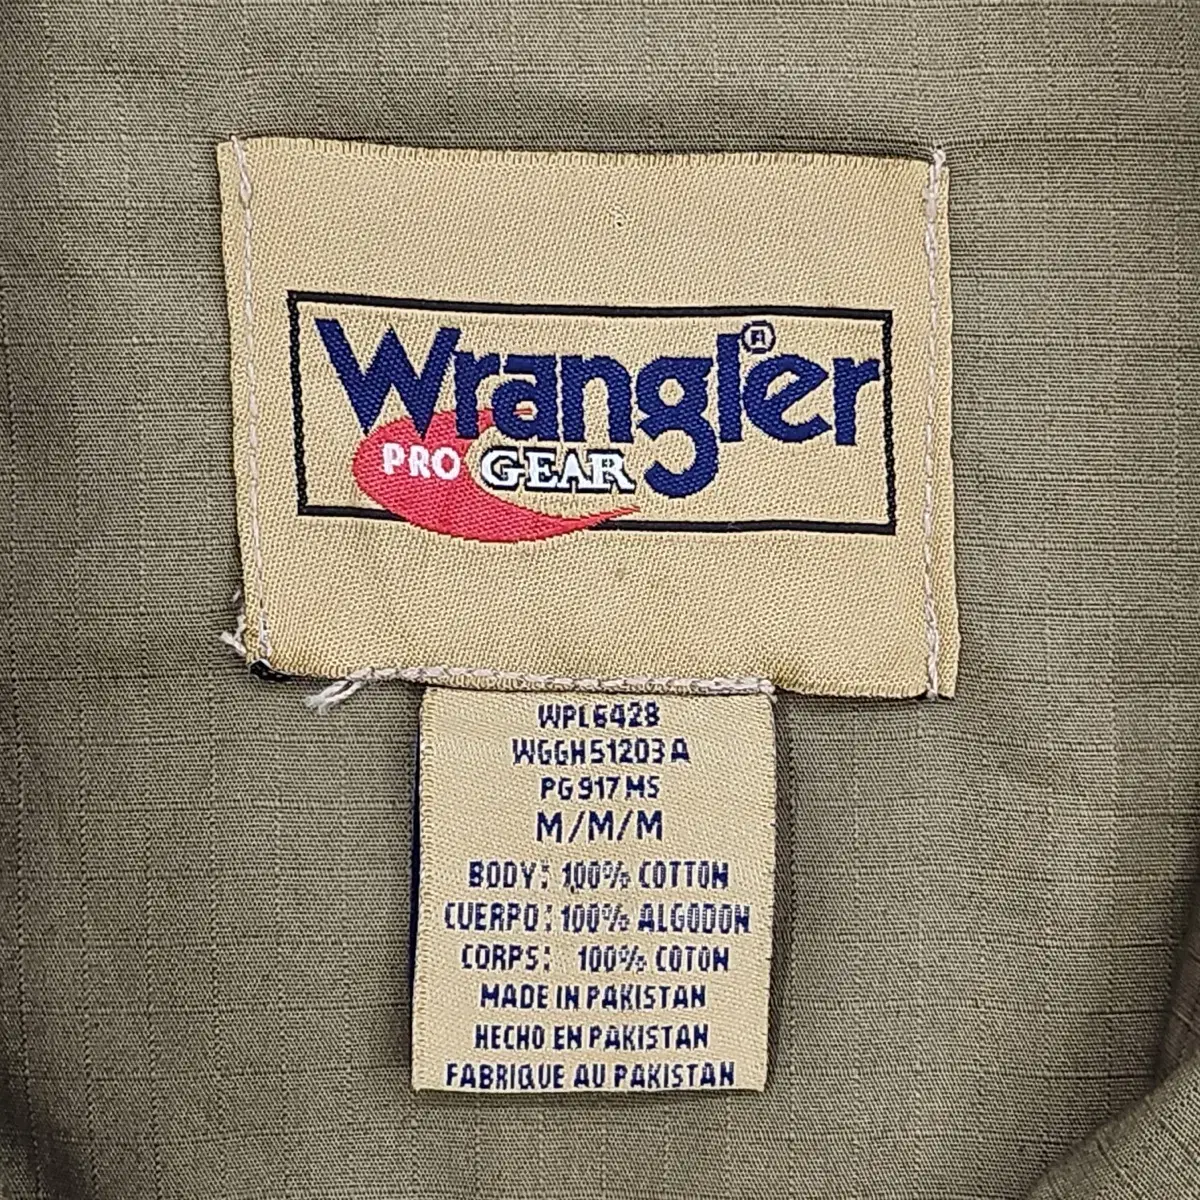 Wrangler®
PRO GEAR
WPL6428
WGGH51203A
PG917MS
M/M/M
BODY: 100% COTTON
CUERPO: 100% ALGODON
CORPS: 100% COTON
MADE IN PAKISTAN
HECHO EN PAKISTAN
FABRIQUE AU PAKISTAN